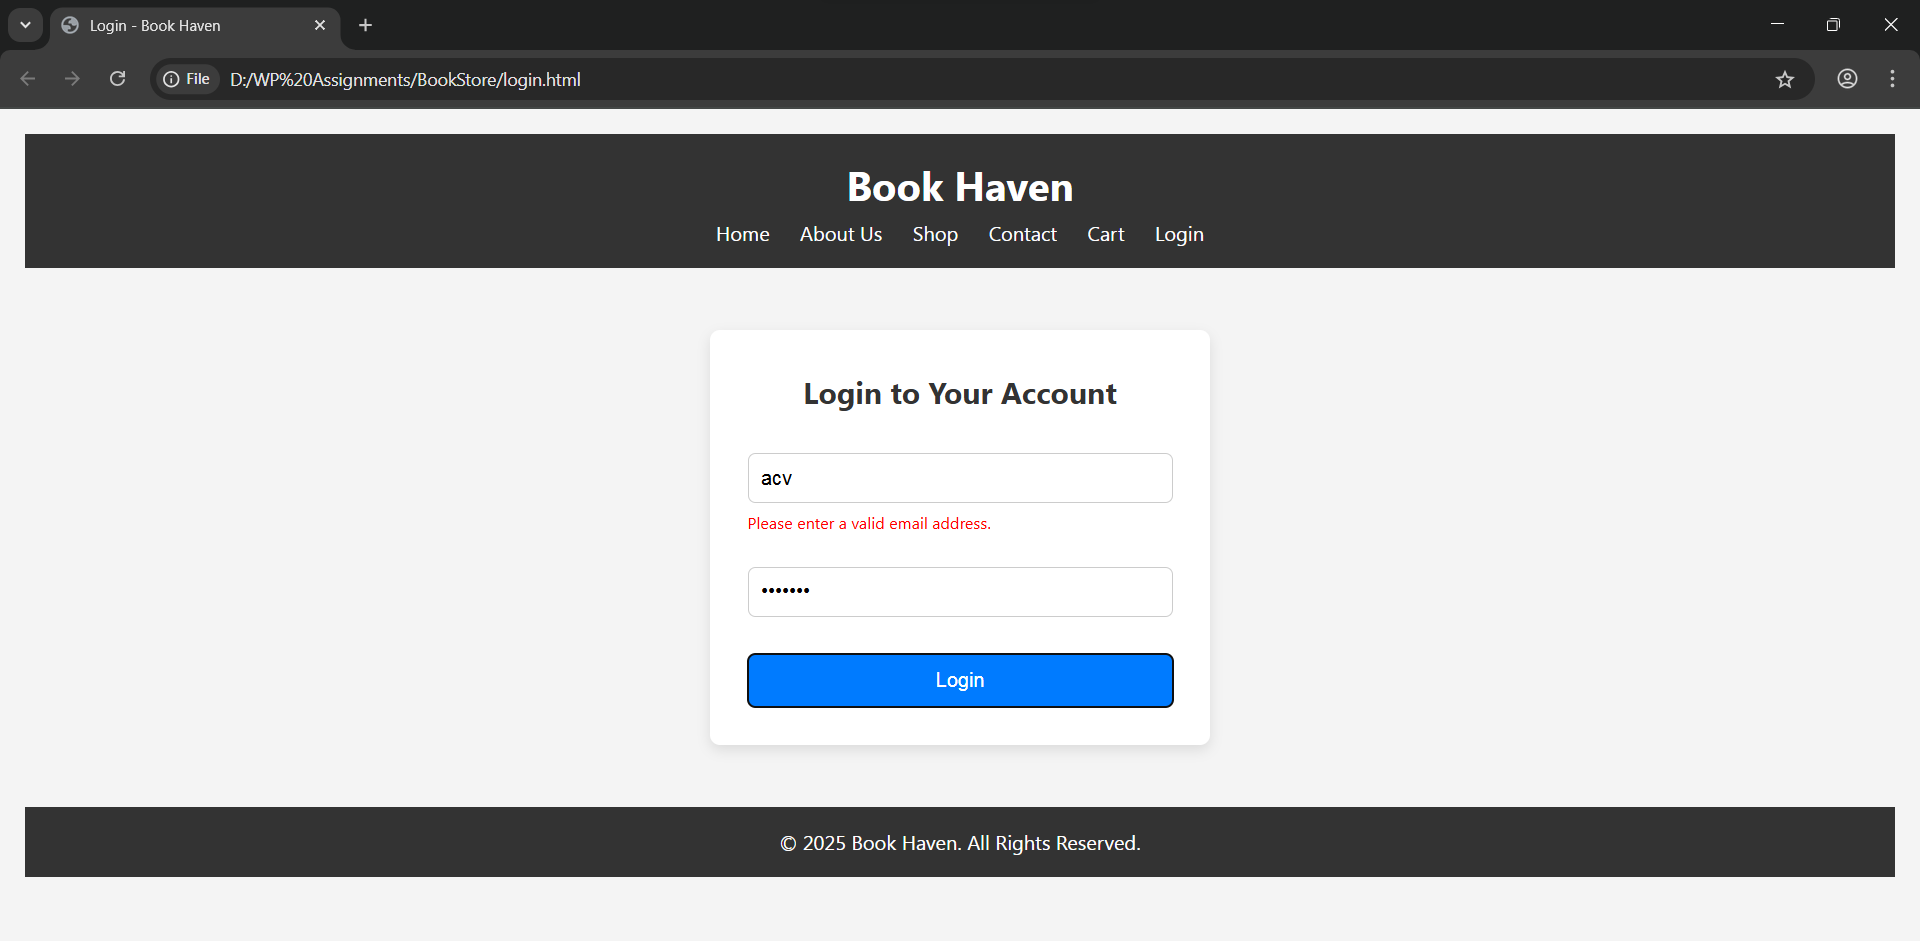 Login - Book Haven
File D:/WP%20Assignments/BookStore/login.html
Book Haven
Home About Us Shop Contact Cart Login
Login to Your Account
acv
Please enter a valid email address.
•••••••
Login
© 2025 Book Haven. All Rights Reserved.